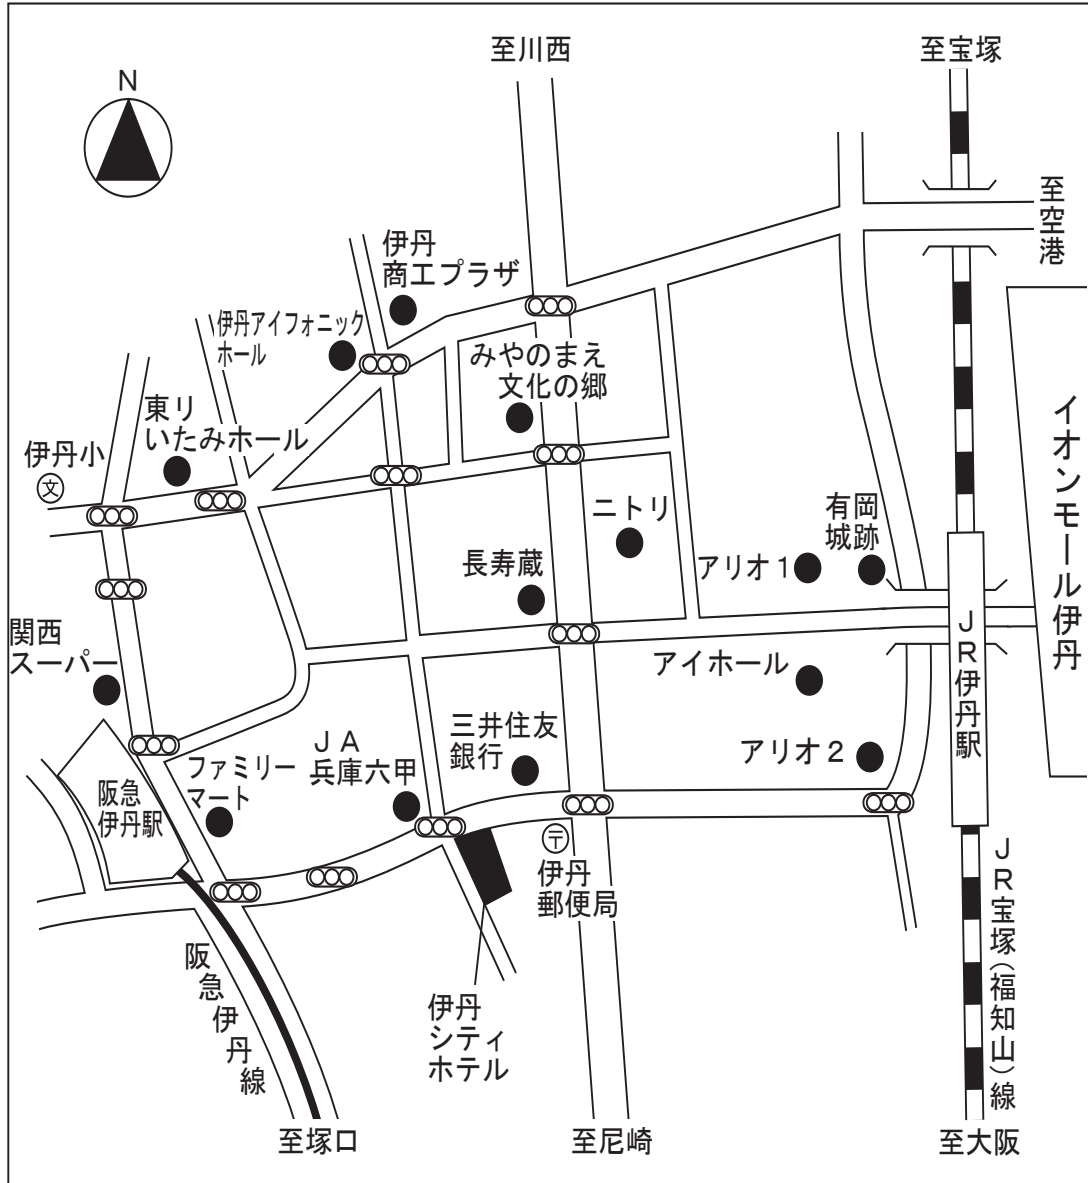 至川西
至宝塚
N
至空港
伊丹
商工プラザ
伊丹アイフォニック
ホール
みやのまえ
文化の郷
東リ
いたみホール
伊丹小
文
イオンモール伊丹
ニトリ
有岡
城跡
長寿蔵
アリオ1
関西
スーパー
アイホール
JR伊丹駅
三井住友
銀行
JA
兵庫六甲
アリオ2
ファミリー
マート
阪急
伊丹駅
〒
伊丹
郵便局
JR宝塚(福知山)線
阪急伊丹線
伊丹
シティ
ホテル
至塚口
至尼崎
至大阪